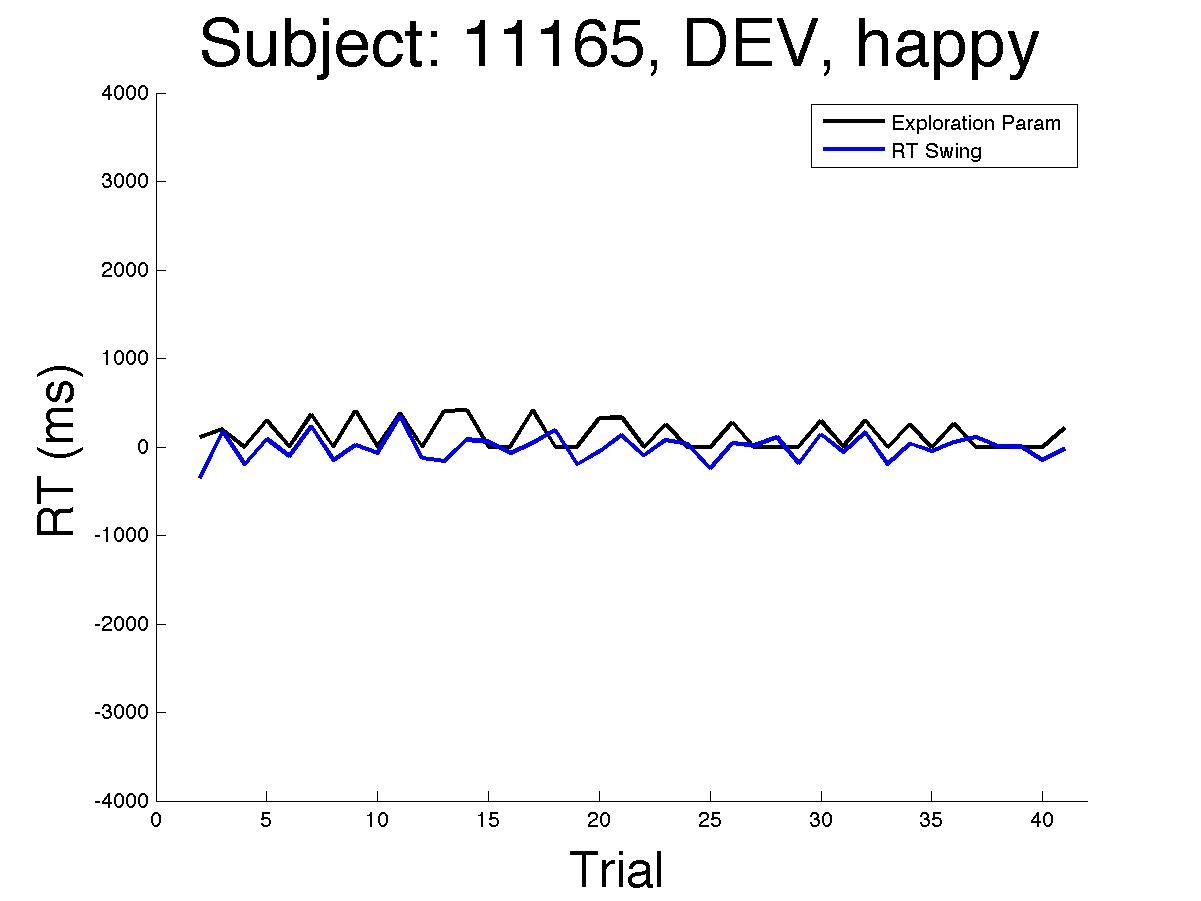 Subject: 11165, DEV, happy
4000
3000
2000
1000
0
-1000
-2000
-3000
-4000
RT (ms)
Exploration Param
RT Swing
0 5 10 15 20 25 30 35 40
Trial